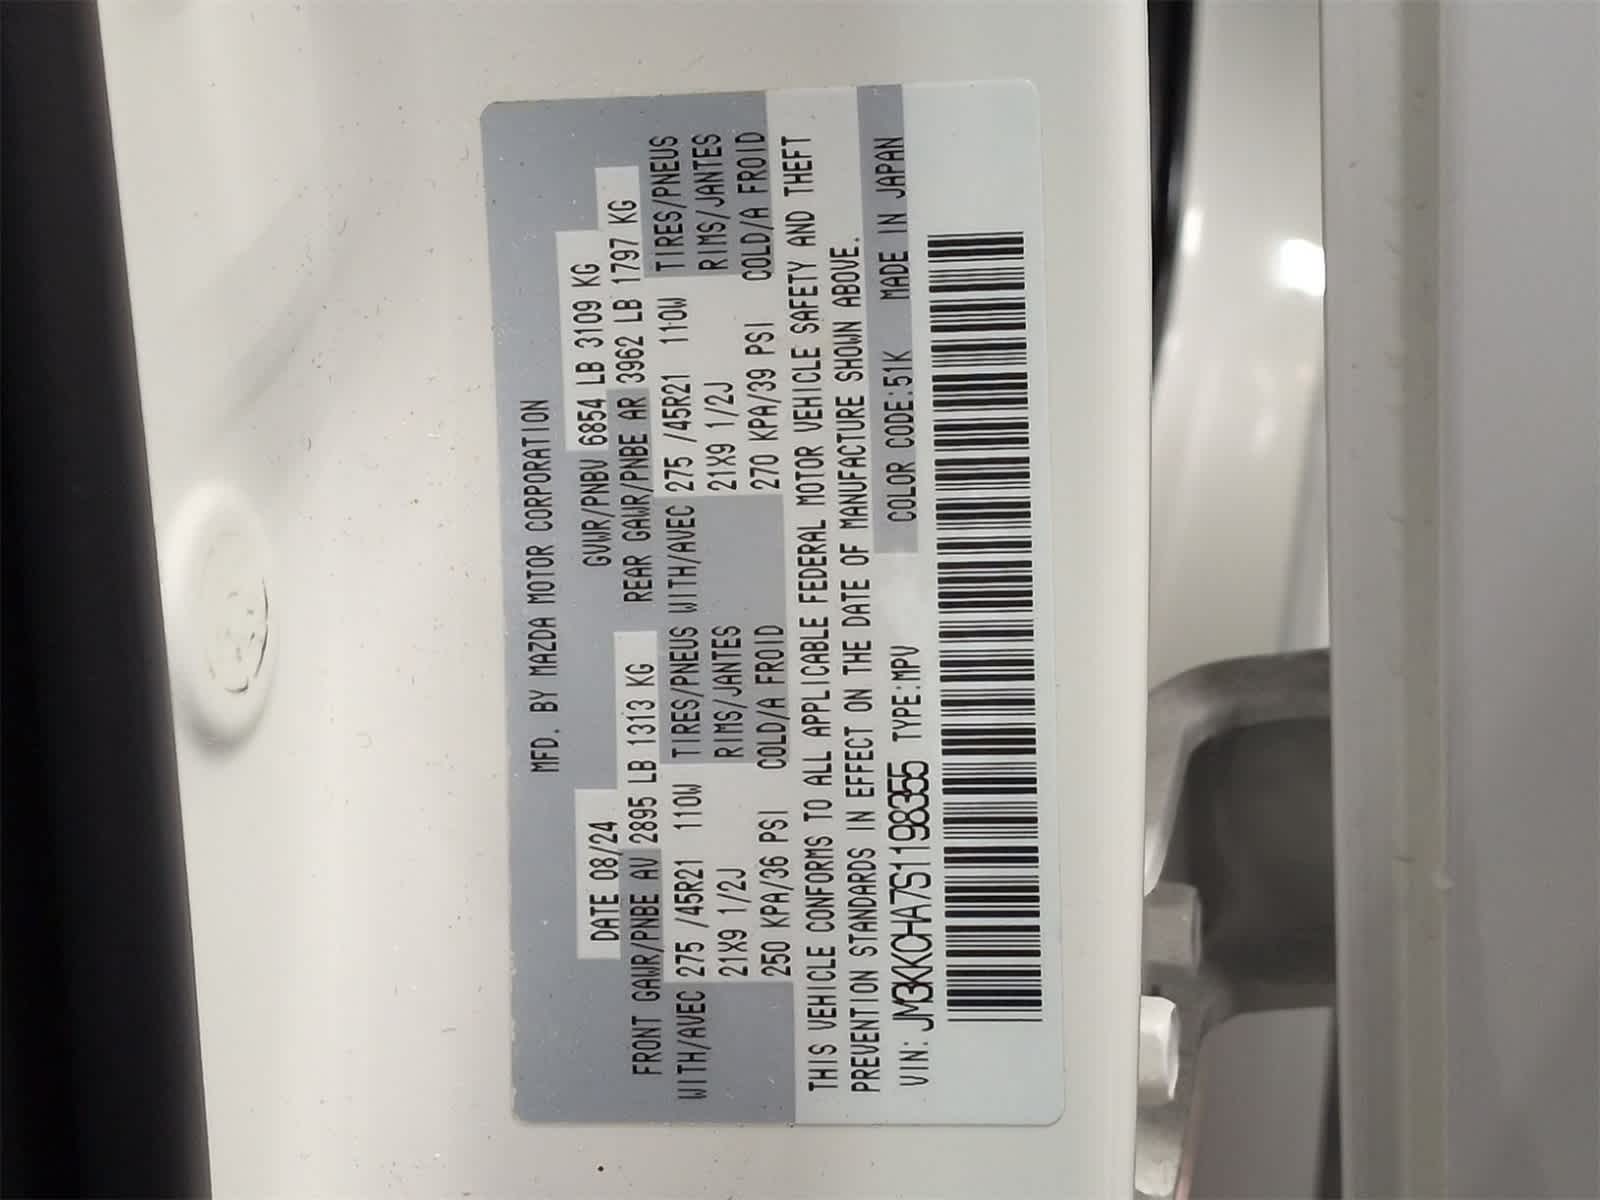 MFD. BY MAZDA MOTOR CORPORATION
DATE 08/24 GVWR/PNBV 6854 LB 3109 KG
FRONT GAWR/PNBE AV 2895 LB 1313 KG REAR GAWR/PNBE AR 3962 LB 1797 KG
WITH/AVEC 275 /45R21 110W TIRES/PNEUS WITH/AVEC 275 /45R21 110W TIRES/PNEUS
21X9 1/2J RIMS/JANTES 21X9 1/2J RIMS/JANTES
250 KPA/36 PSI COLD/A FROID 270 KPA/39 PSI COLD/A FROID
THIS VEHICLE CONFORMS TO ALL APPLICABLE FEDERAL MOTOR VEHICLE SAFETY AND THEFT
PREVENTION STANDARDS IN EFFECT ON THE DATE OF MANUFACTURE SHOWN ABOVE.
VIN: JM3KKCHA7S1198355 TYPE:MPV COLOR CODE:51K MADE IN JAPAN